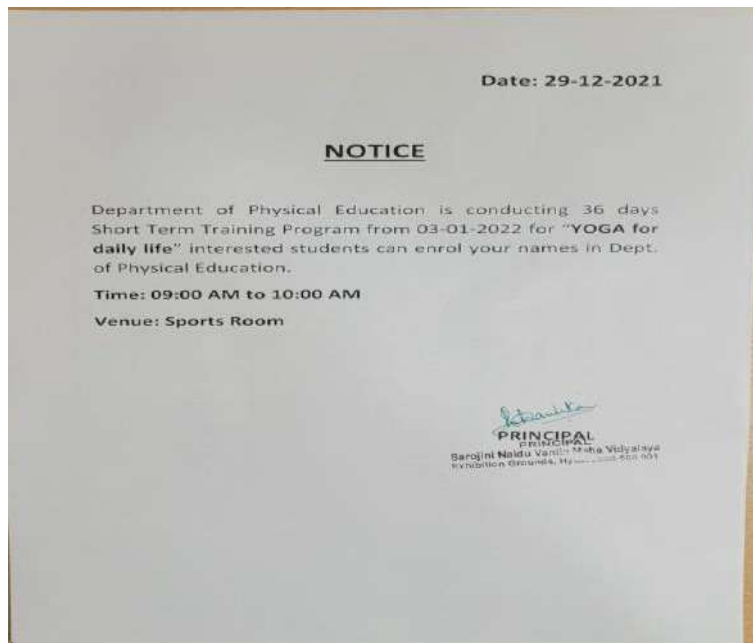 Date: 29-12-2021
NOTICE
Department of Physical Education is conducting 36 days
Short Term Training Program from 03-01-2022 for "YOGA for
daily life" interested students can enrol your names in Dept.
of Physical Education.
Time: 09:00 AM to 10:00 AM
Venue: Sports Room
PRINCIPAL
PRINCIPAL
Sarojini Naidu Vanita Maha Vidyalaya
Exhibition Grounds,